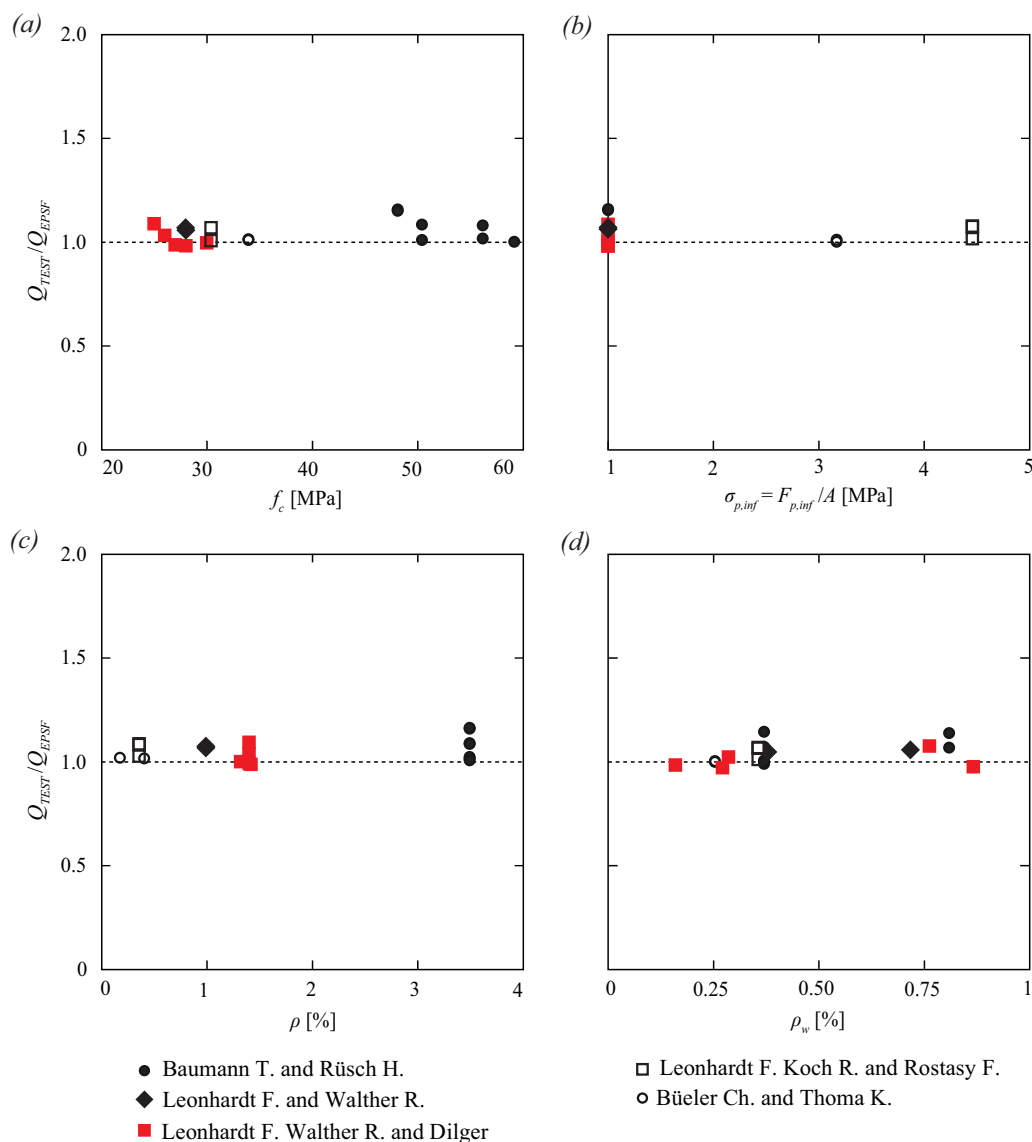 (a)
2.0
1.5
1.0
0.5
0
Q_TEST/Q_EPSF
20 30 40 50 60
f_c [MPa]
(b)
1 2 3 4 5
σ_p,inf = F_p,inf /A [MPa]
(c)
2.0
1.5
1.0
0.5
0
Q_TEST/Q_EPSF
0 1 2 3 4
ρ [%]
(d)
0 0.25 0.50 0.75 1
ρ_w [%]
Baumann T. and Rüsch H.
Leonhardt F. and Walther R.
Leonhardt F. Walther R. and Dilger
Leonhardt F. Koch R. and Rostasy F.
Büeler Ch. and Thoma K.